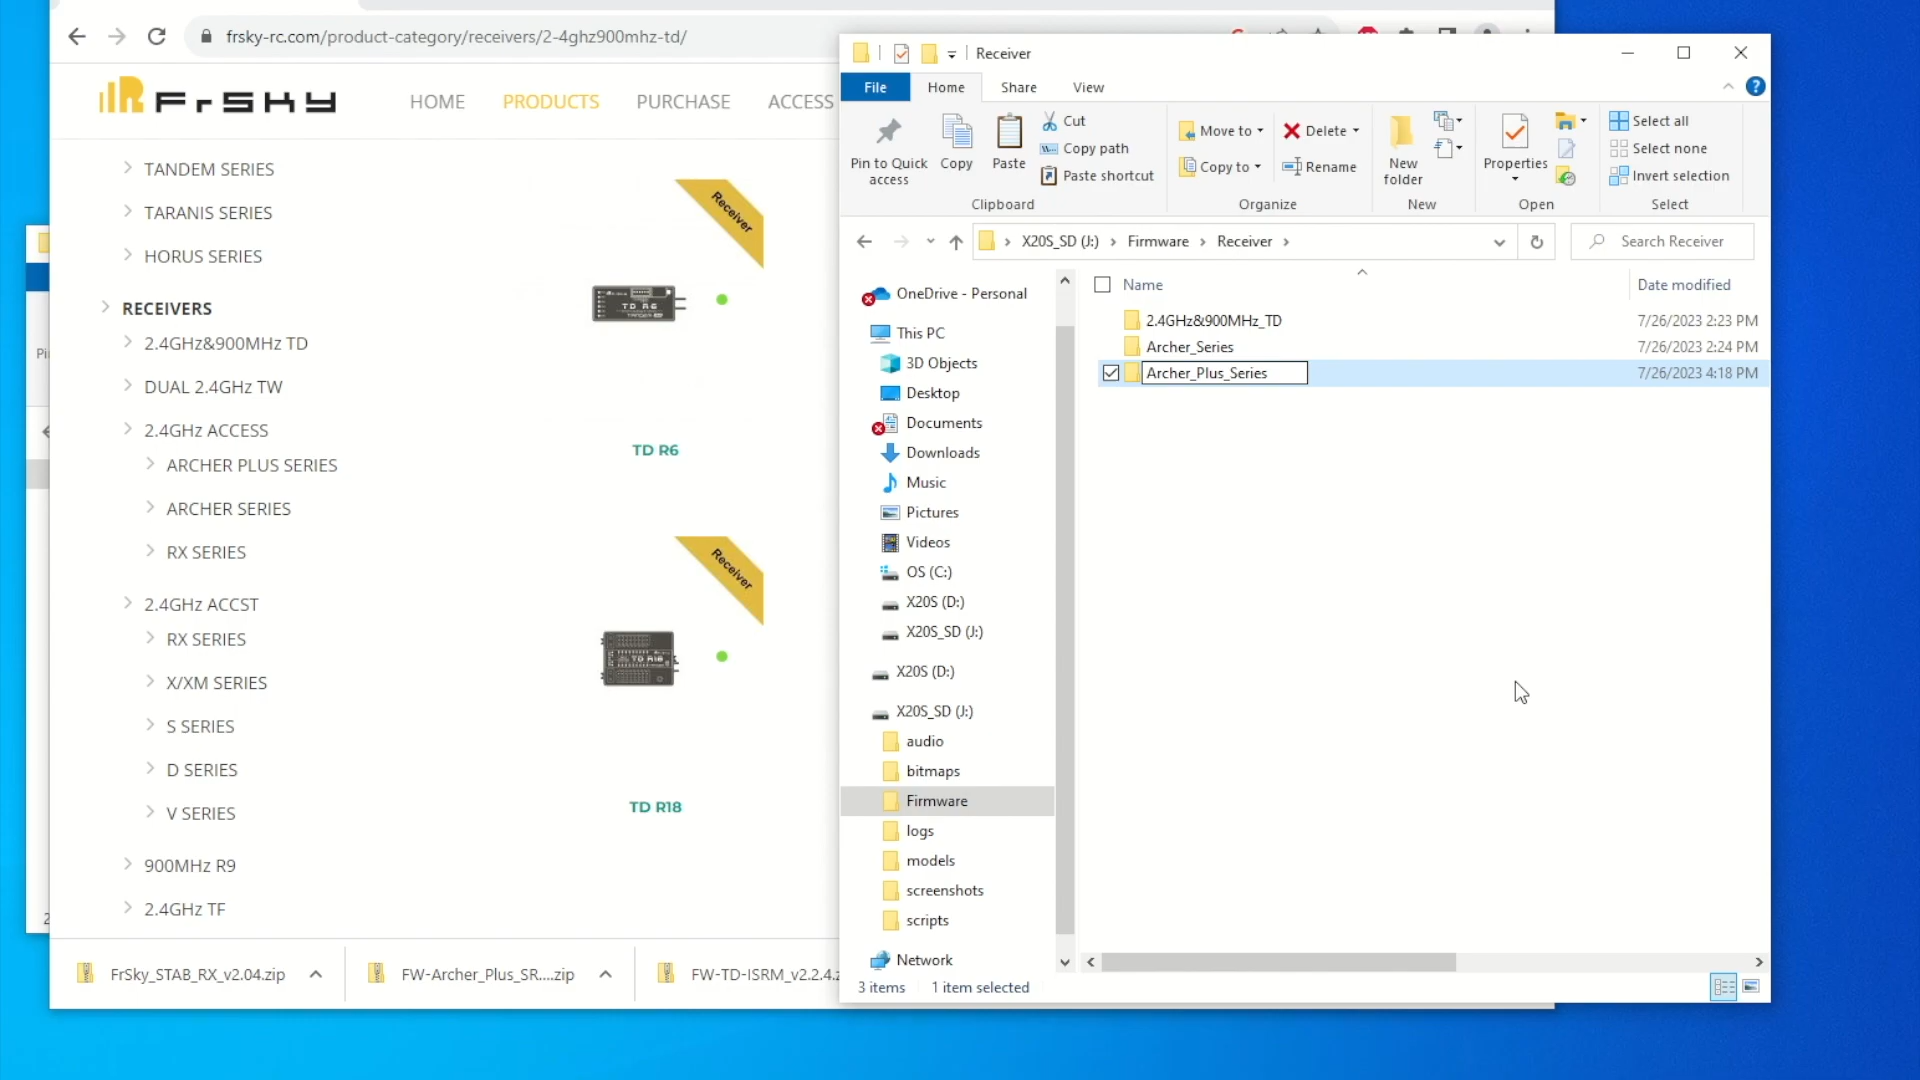 frsky-rc.com/product-category/receivers/2-4ghz900mhz-td/
FrSKY
HOME
PRODUCTS
PURCHASE
ACCESS
TANDEM SERIES
TARANIS SERIES
HORUS SERIES
RECEIVERS
2.4GHz&900MHz TD
DUAL 2.4GHz TW
2.4GHz ACCESS
ARCHER PLUS SERIES
ARCHER SERIES
RX SERIES
2.4GHz ACCST
RX SERIES
X/XM SERIES
S SERIES
D SERIES
V SERIES
900MHz R9
2.4GHz TF
Receiver
TD R6
TD R6
Receiver
TD R18
TD R18
FrSky_STAB_RX_v2.04.zip
FW-Archer_Plus_SR....zip
FW-TD-ISRM_v2.2.4.z
Pi
2
Receiver
File
Home
Share
View
Pin to Quick
access
Copy
Paste
Cut
Copy path
Paste shortcut
Clipboard
Move to
Copy to
Delete
Rename
Organize
New
folder
New
Properties
Open
Select all
Select none
Invert selection
Select
X20S_SD (J:) › Firmware › Receiver ›
Search Receiver
OneDrive - Personal
This PC
3D Objects
Desktop
Documents
Downloads
Music
Pictures
Videos
OS (C:)
X20S (D:)
X20S_SD (J:)
X20S (D:)
X20S_SD (J:)
audio
bitmaps
Firmware
logs
models
screenshots
scripts
Network
Name
Date modified
2.4GHz&900MHz_TD
7/26/2023 2:23 PM
Archer_Series
7/26/2023 2:24 PM
Archer_Plus_Series
7/26/2023 4:18 PM
3 items
1 item selected